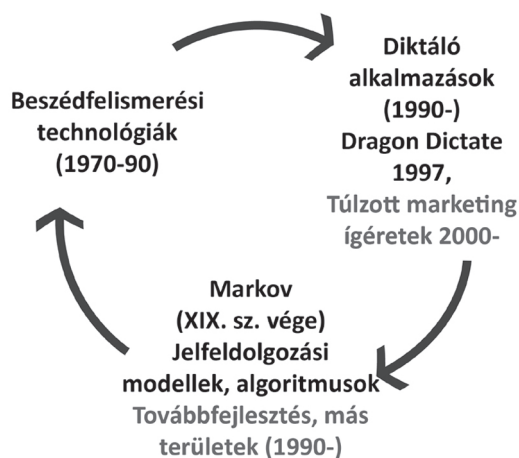 Beszédfelismerési
technológiák
(1970-90)
Diktáló
alkalmazások
(1990-)
Dragon Dictate
1997,
Túlzott marketing
ígéretek 2000-
Markov
(XIX. sz. vége)
Jelfeldolgozási
modellek, algoritmusok
Továbbfejlesztés, más
területek (1990-)